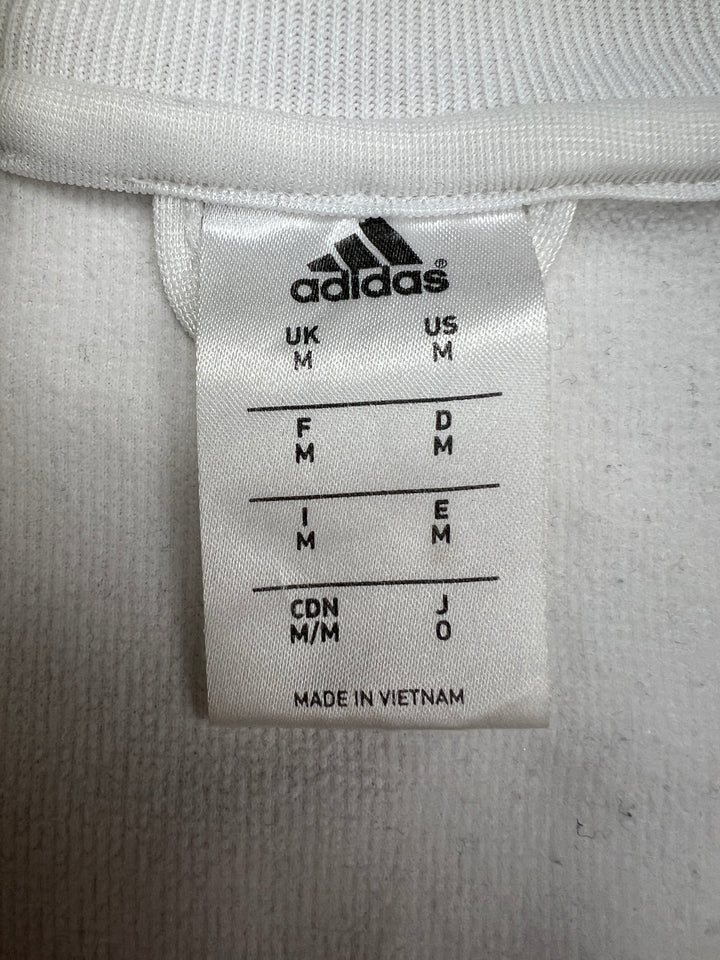 adidas®
UK US
M M
F D
M M
I E
M M
CDN J
M/M O
MADE IN VIETNAM